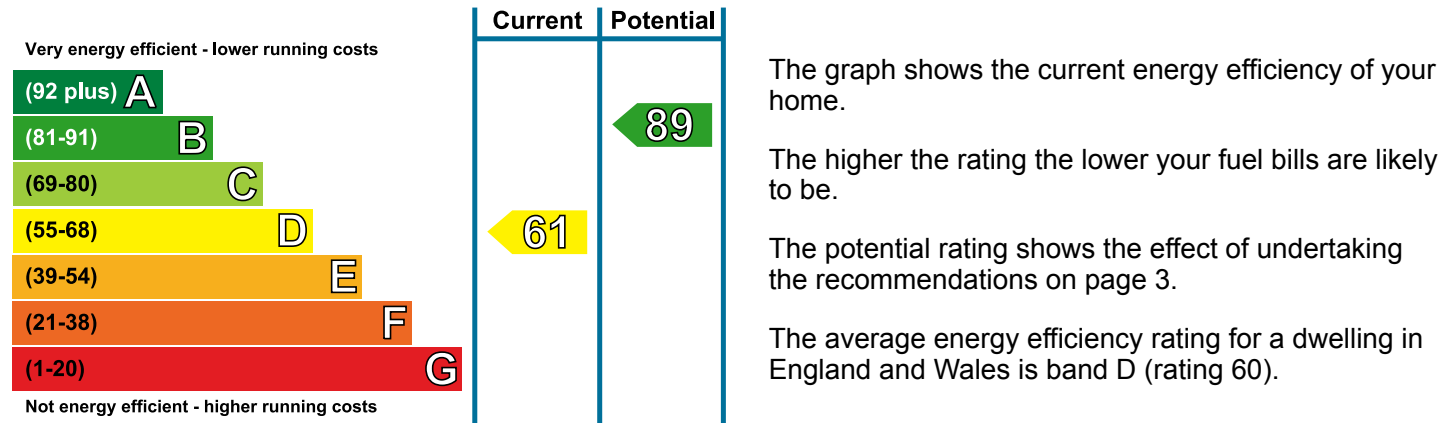 Current Potential
Very energy efficient - lower running costs
(92 plus) A
(81-91) B
89
(69-80) C
(55-68) D
61
(39-54) E
(21-38) F
(1-20) G
Not energy efficient - higher running costs
The graph shows the current energy efficiency of your
home.
The higher the rating the lower your fuel bills are likely
to be.
The potential rating shows the effect of undertaking
the recommendations on page 3.
The average energy efficiency rating for a dwelling in
England and Wales is band D (rating 60).